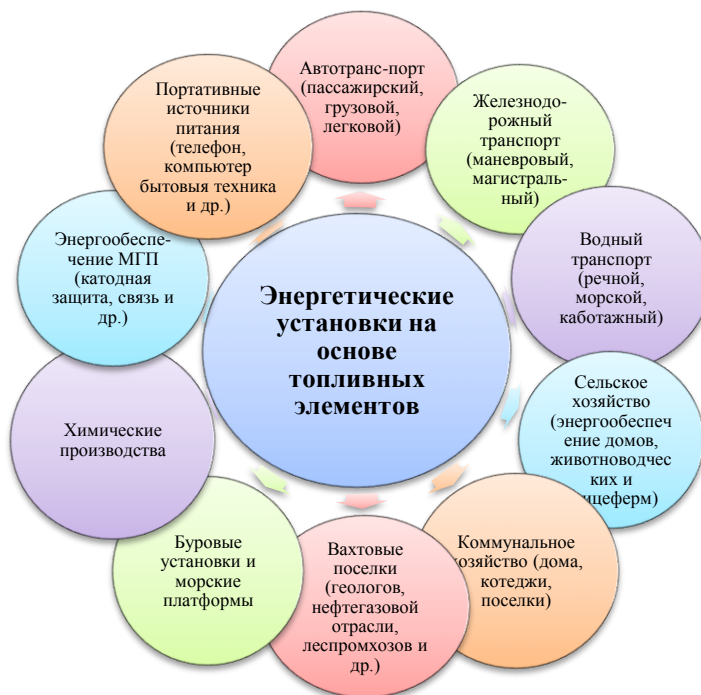 Энергетические
установки на
основе
топливных
элементов
Автотранс-порт
(пассажирский,
грузовой,
легковой)
Железнодо-
рожный
транспорт
(маневровый,
магистраль-
ный)
Водный
транспорт
(речной,
морской,
каботажный)
Сельское
хозяйство
(энергообеспеч
ение домов,
животноводчес
ких и
ицеферм)
Коммунальное
хозяйство (дома,
котеджи,
поселки)
Вахтовые
поселки
(геологов,
нефтегазовой
отрасли,
леспромхозов и
др.)
Буровые
установки и
морские
платформы
Химические
производства
Энергообеспе-
чение МГП
(катодная
защита, связь и
др.)
Портативные
источники
питания
(телефон,
компьютер
бытовыя техника
и др.)